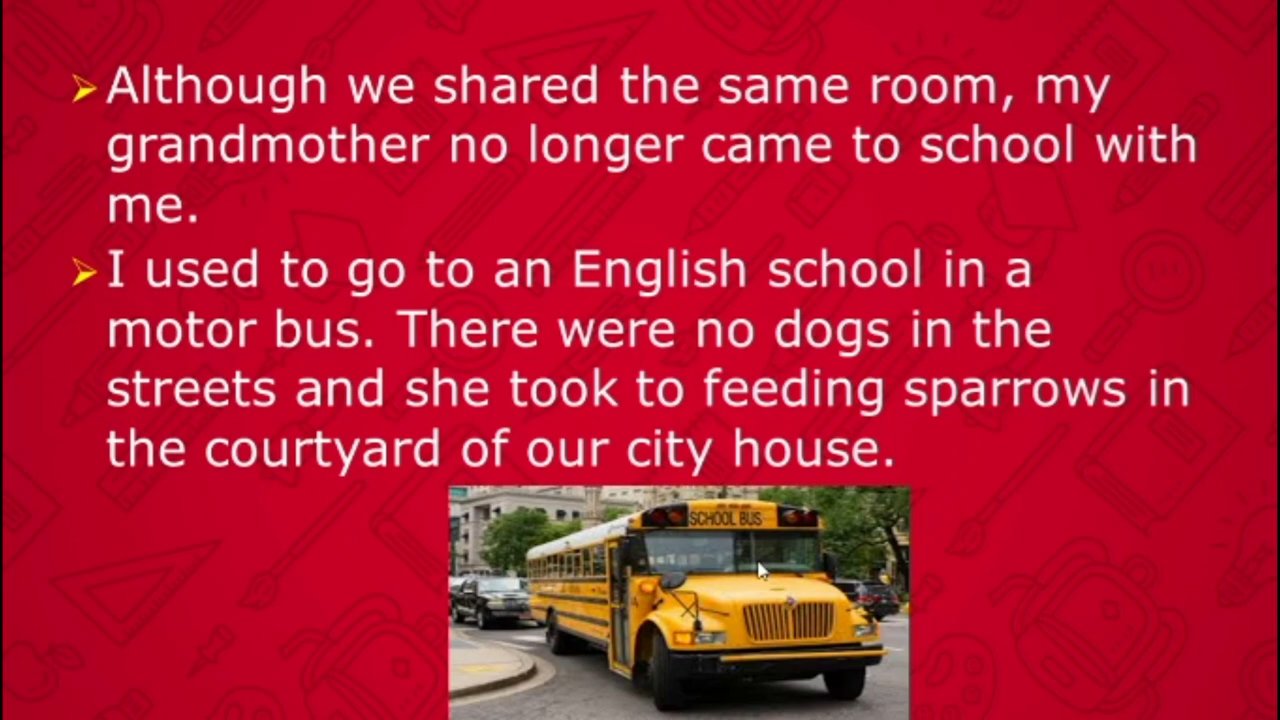 Although we shared the same room, my
grandmother no longer came to school with
me.
I used to go to an English school in a
motor bus. There were no dogs in the
streets and she took to feeding sparrows in
the courtyard of our city house.
SCHOOL BUS